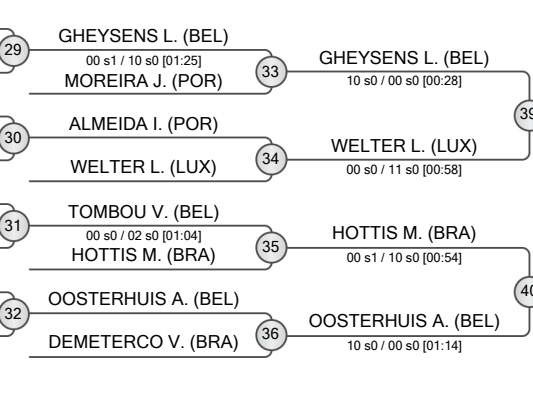 GHEYSENS L. (BEL)
29
00 s1 / 10 s0 [01:25]
MOREIRA J. (POR)
33
GHEYSENS L. (BEL)
10 s0 / 00 s0 [00:28]
ALMEIDA I. (POR)
30
WELTER L. (LUX)
34
WELTER L. (LUX)
00 s0 / 11 s0 [00:58]
39
TOMBOU V. (BEL)
31
00 s0 / 02 s0 [01:04]
HOTTIS M. (BRA)
35
HOTTIS M. (BRA)
00 s1 / 10 s0 [00:54]
OOSTERHUIS A. (BEL)
32
DEMETERCO V. (BRA)
36
OOSTERHUIS A. (BEL)
10 s0 / 00 s0 [01:14]
40